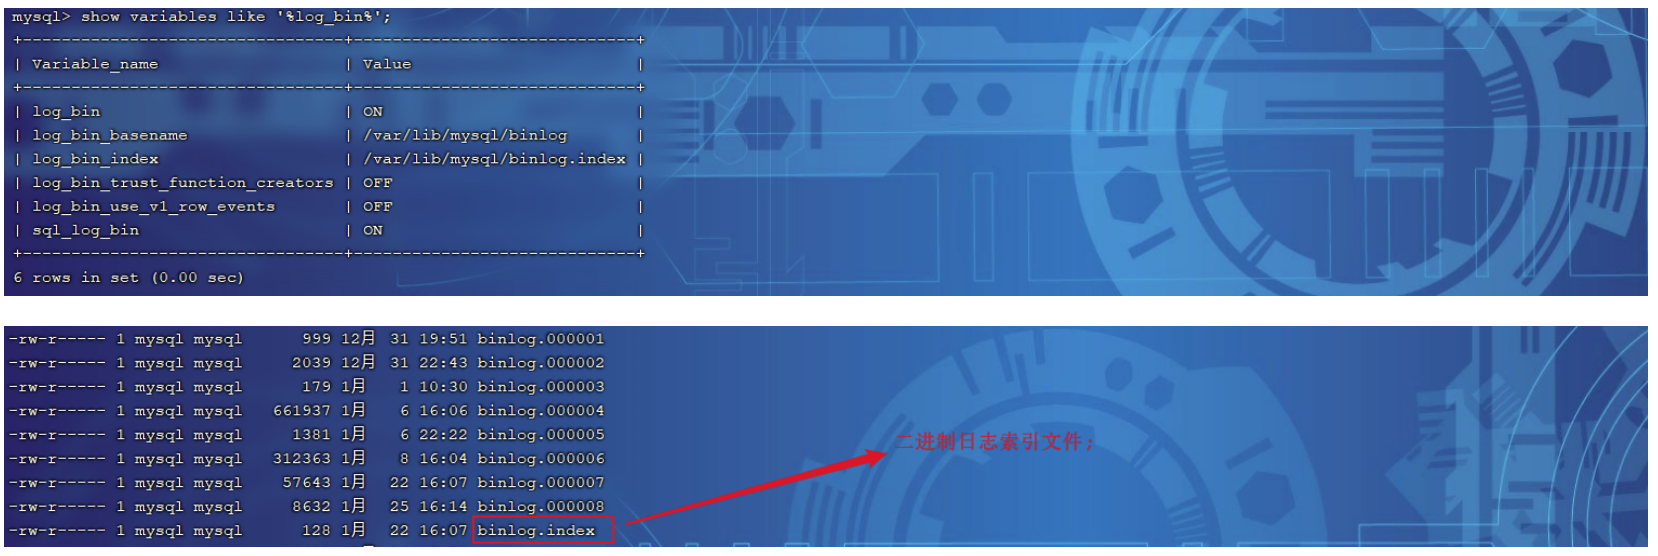 mysql> show variables like '%log_bin%';
+---------------------------------+-----------------------------+
| Variable_name                   | Value                       |
+---------------------------------+-----------------------------+
| log_bin                         | ON                          |
| log_bin_basename                | /var/lib/mysql/binlog       |
| log_bin_index                   | /var/lib/mysql/binlog.index |
| log_bin_trust_function_creators | OFF                         |
| log_bin_use_v1_row_events       | OFF                         |
| sql_log_bin                     | ON                          |
+---------------------------------+-----------------------------+
6 rows in set (0.00 sec)
-rw-r----- 1 mysql mysql      999 12月  31 19:51 binlog.000001
-rw-r----- 1 mysql mysql     2039 12月  31 22:43 binlog.000002
-rw-r----- 1 mysql mysql      179 1月    1 10:30 binlog.000003
-rw-r----- 1 mysql mysql   661937 1月    6 16:06 binlog.000004
-rw-r----- 1 mysql mysql     1381 1月    6 22:22 binlog.000005
-rw-r----- 1 mysql mysql   312363 1月    8 16:04 binlog.000006
-rw-r----- 1 mysql mysql    57643 1月   22 16:07 binlog.000007
-rw-r----- 1 mysql mysql     8632 1月   25 16:14 binlog.000008
-rw-r----- 1 mysql mysql      128 1月   22 16:07 binlog.index
二进制日志索引文件;